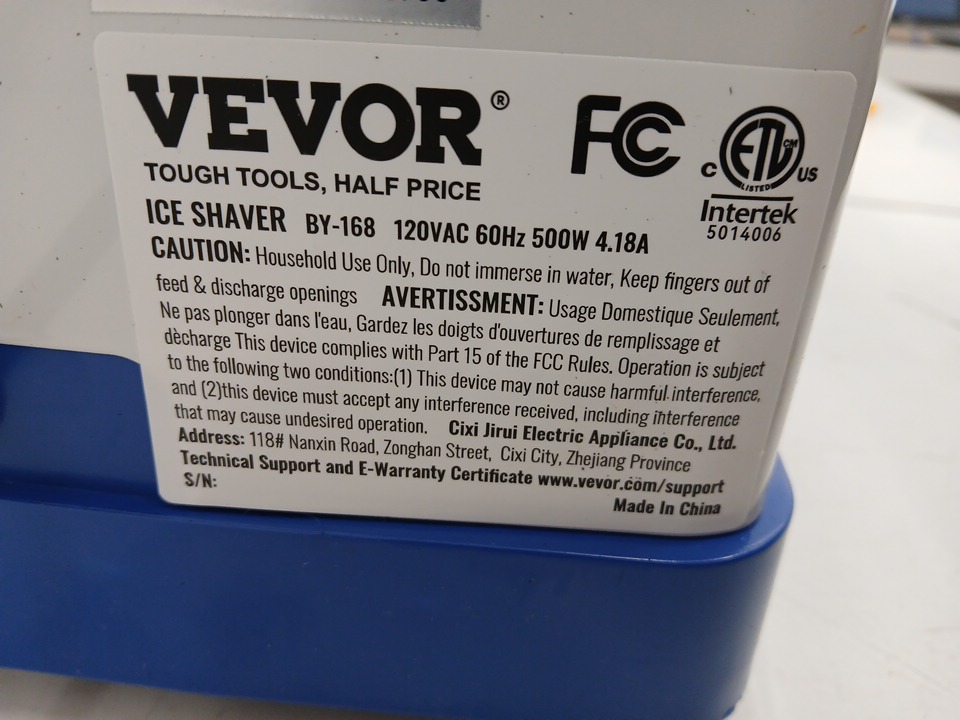 VEVOR®
TOUGH TOOLS, HALF PRICE
FC
C ETL CM US
LISTED
Intertek
5014006
ICE SHAVER BY-168 120VAC 60Hz 500W 4.18A
CAUTION: Household Use Only, Do not immerse in water, Keep fingers out of
feed & discharge openings AVERTISSMENT: Usage Domestique Seulement,
Ne pas plonger dans l'eau, Gardez les doigts d'ouvertures de remplissage et
dècharge This device complies with Part 15 of the FCC Rules. Operation is subject
to the following two conditions:(1) This device may not cause harmful interference,
and (2)this device must accept any interference received, including ihterference
that may cause undesired operation. Cixi Jirui Electric Appliance Co., Ltd.
Address: 118# Nanxin Road, Zonghan Street, Cixi City, Zhejiang Province
Technical Support and E-Warranty Certificate www.vevor.com/support
S/N:
Made In China